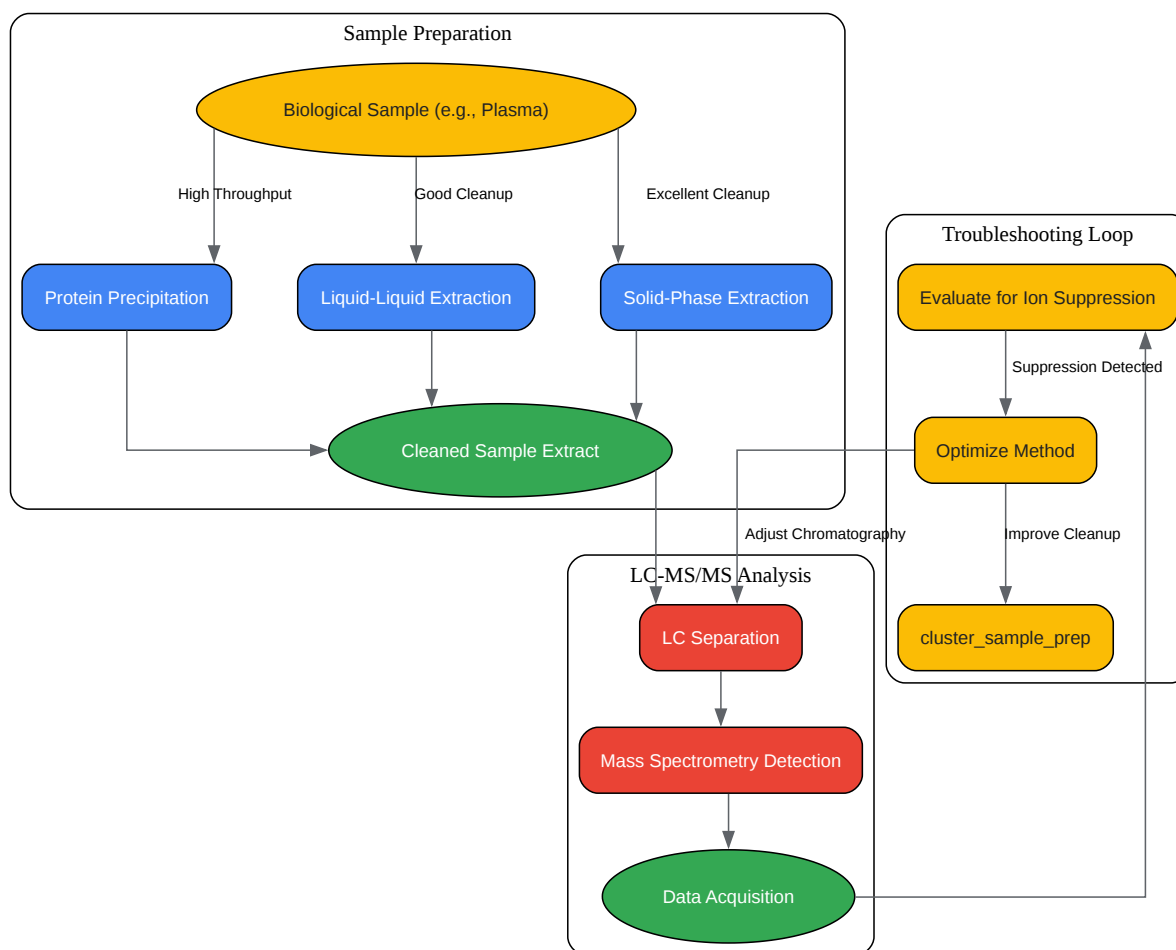 Sample Preparation
Biological Sample (e.g., Plasma)
High Throughput
Good Cleanup
Excellent Cleanup
Protein Precipitation
Liquid-Liquid Extraction
Solid-Phase Extraction
Cleaned Sample Extract
Troubleshooting Loop
Evaluate for Ion Suppression
Suppression Detected
Optimize Method
Adjust Chromatography
Improve Cleanup
cluster_sample_prep
LC-MS/MS Analysis
LC Separation
Mass Spectrometry Detection
Data Acquisition